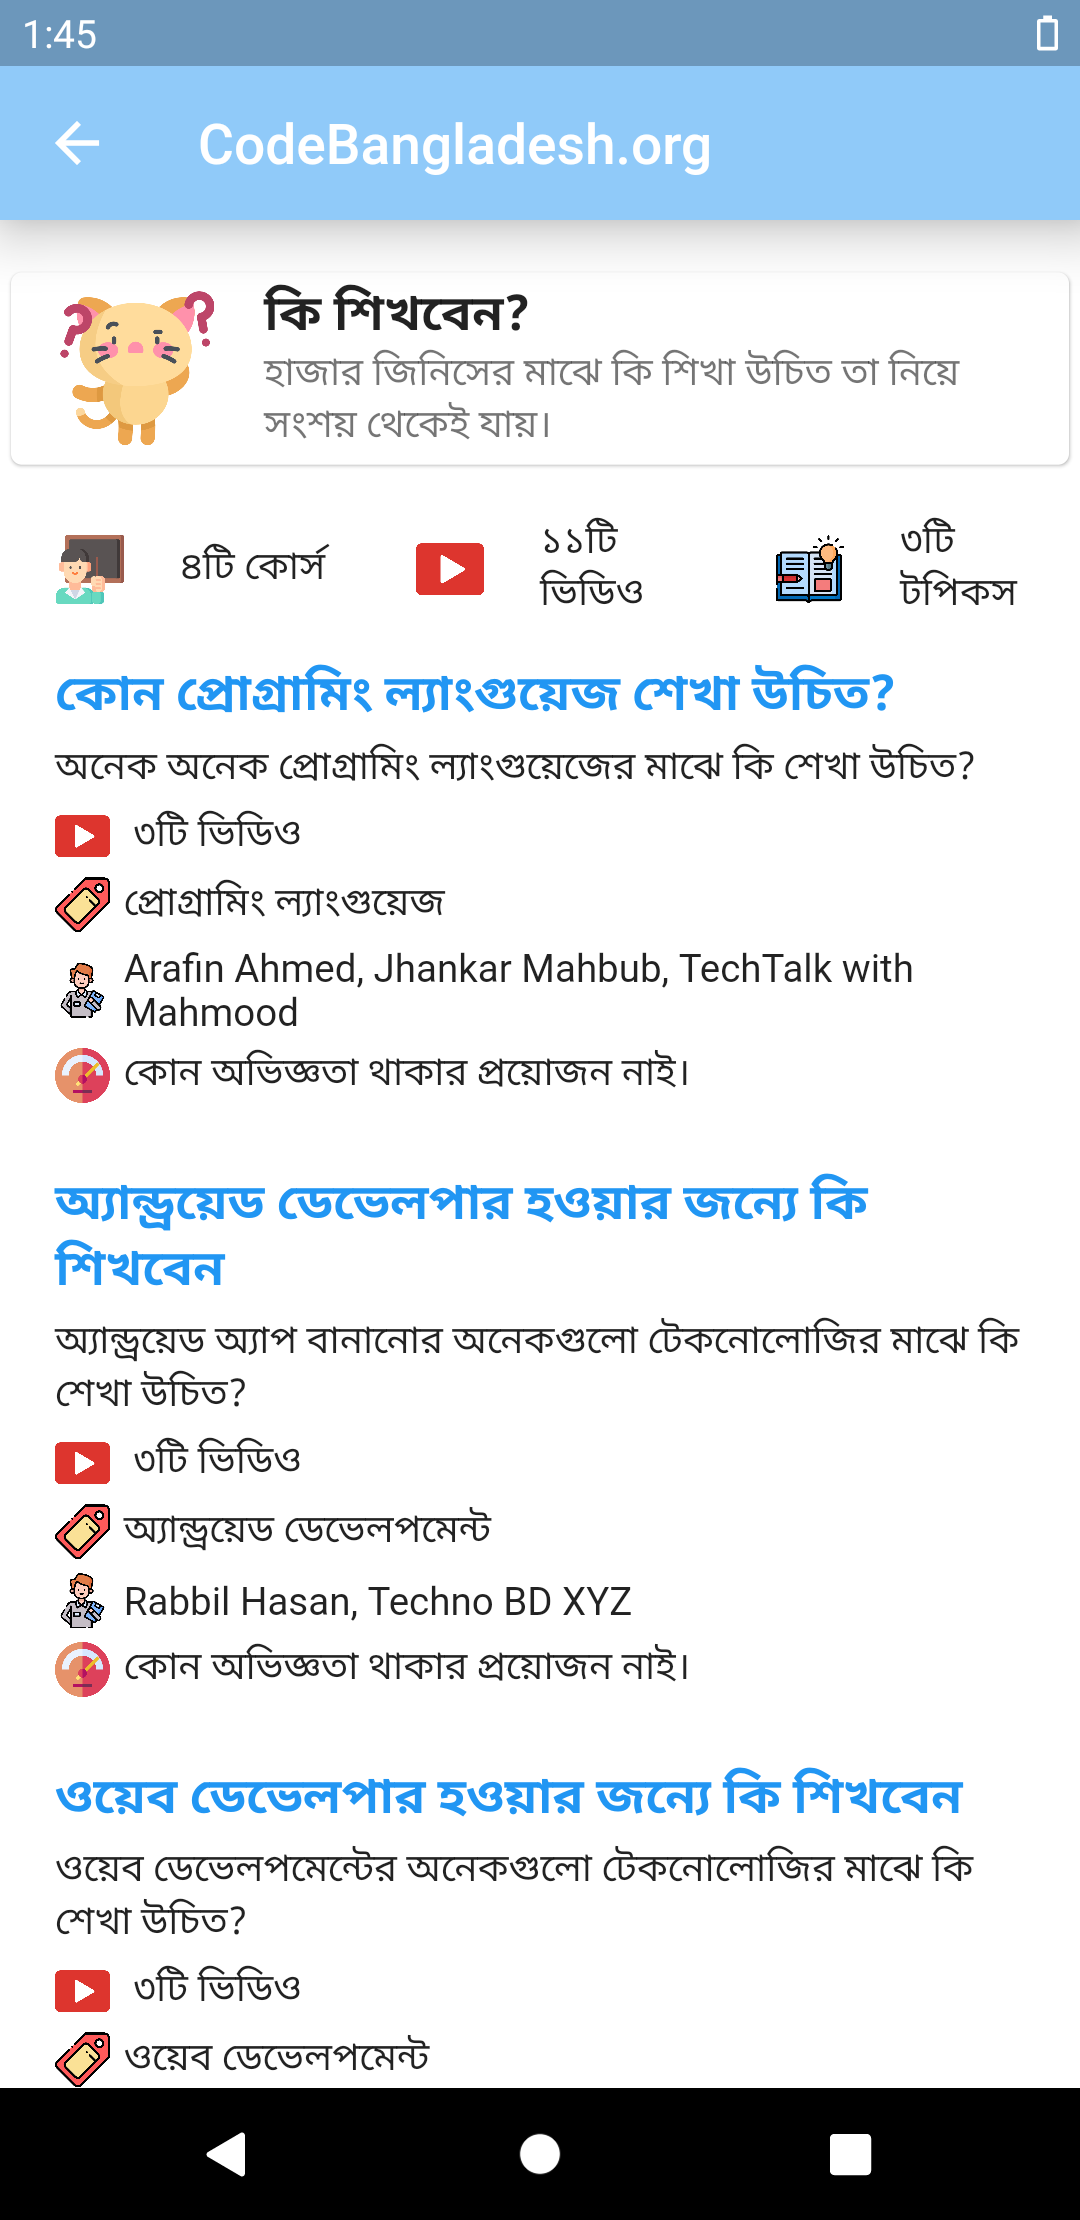 1:45
CodeBangladesh.org
কি শিখবেন?
হাজার জিনিসের মাঝে কি শিখা উচিত তা নিয়ে
সংশয় থেকেই যায়।
৪টি কোর্স
১১টি
ভিডিও
৩টি
টপিকস
কোন প্রোগ্রামিং ল্যাংগুয়েজ শেখা উচিত?
অনেক অনেক প্রোগ্রামিং ল্যাংগুয়েজের মাঝে কি শেখা উচিত?
৩টি ভিডিও
প্রোগ্রামিং ল্যাংগুয়েজ
Arafin Ahmed, Jhankar Mahbub, TechTalk with
Mahmood
কোন অভিজ্ঞতা থাকার প্রয়োজন নাই।
অ্যান্ড্রয়েড ডেভেলপার হওয়ার জন্যে কি
শিখবেন
অ্যান্ড্রয়েড অ্যাপ বানানোর অনেকগুলো টেকনোলোজির মাঝে কি
শেখা উচিত?
৩টি ভিডিও
অ্যান্ড্রয়েড ডেভেলপমেন্ট
Rabbil Hasan, Techno BD XYZ
কোন অভিজ্ঞতা থাকার প্রয়োজন নাই।
ওয়েব ডেভেলপার হওয়ার জন্যে কি শিখবেন
ওয়েব ডেভেলপমেন্টের অনেকগুলো টেকনোলোজির মাঝে কি
শেখা উচিত?
৩টি ভিডিও
ওয়েব ডেভেলপমেন্ট